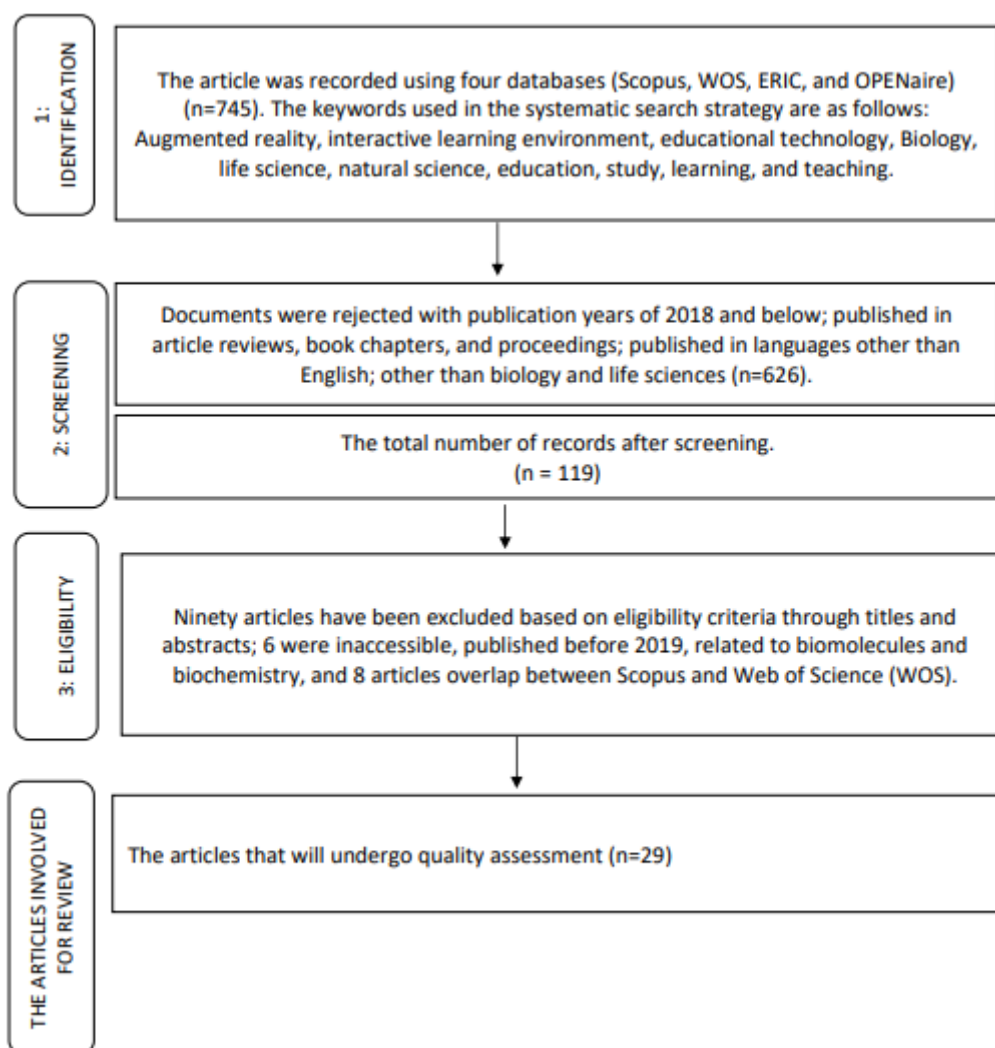 1:
IDENTIFICATION
The article was recorded using four databases (Scopus, WOS, ERIC, and OPENaire)
(n=745). The keywords used in the systematic search strategy are as follows:
Augmented reality, interactive learning environment, educational technology, Biology,
life science, natural science, education, study, learning, and teaching.
2: SCREENING
Documents were rejected with publication years of 2018 and below; published in
article reviews, book chapters, and proceedings; published in languages other than
English; other than biology and life sciences (n=626).
The total number of records after screening.
(n = 119)
3: ELIGIBILITY
Ninety articles have been excluded based on eligibility criteria through titles and
abstracts; 6 were inaccessible, published before 2019, related to biomolecules and
biochemistry, and 8 articles overlap between Scopus and Web of Science (WOS).
THE ARTICLES INVOLVED
FOR REVIEW
The articles that will undergo quality assessment (n=29)